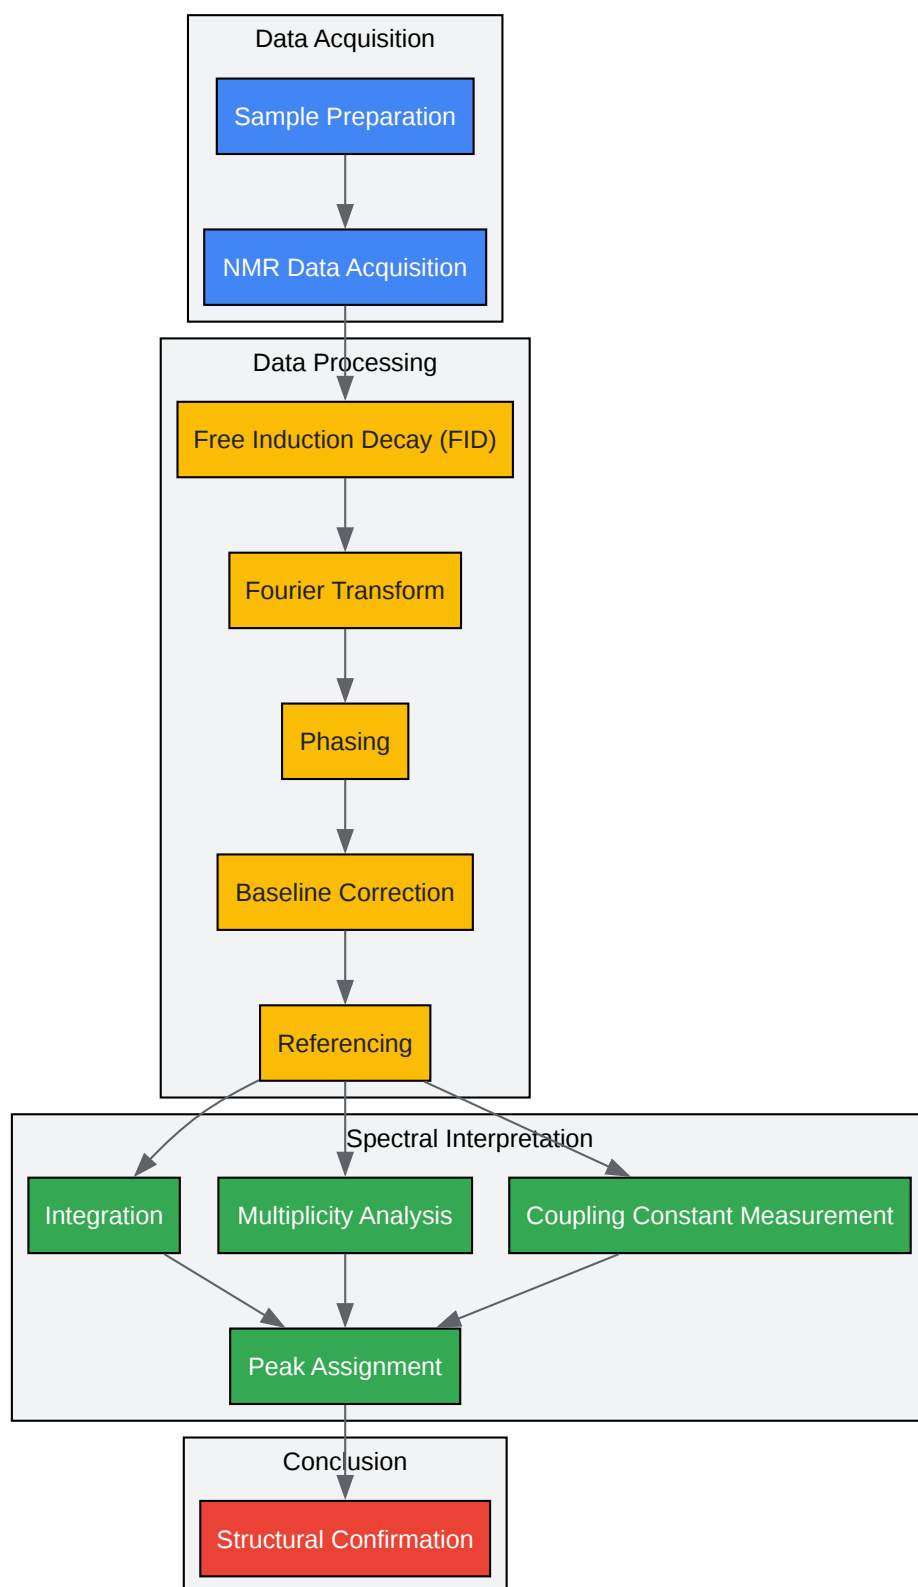 Data Acquisition
Sample Preparation
NMR Data Acquisition
Data Processing
Free Induction Decay (FID)
Fourier Transform
Phasing
Baseline Correction
Referencing
Spectral Interpretation
Integration
Multiplicity Analysis
Coupling Constant Measurement
Peak Assignment
Conclusion
Structural Confirmation